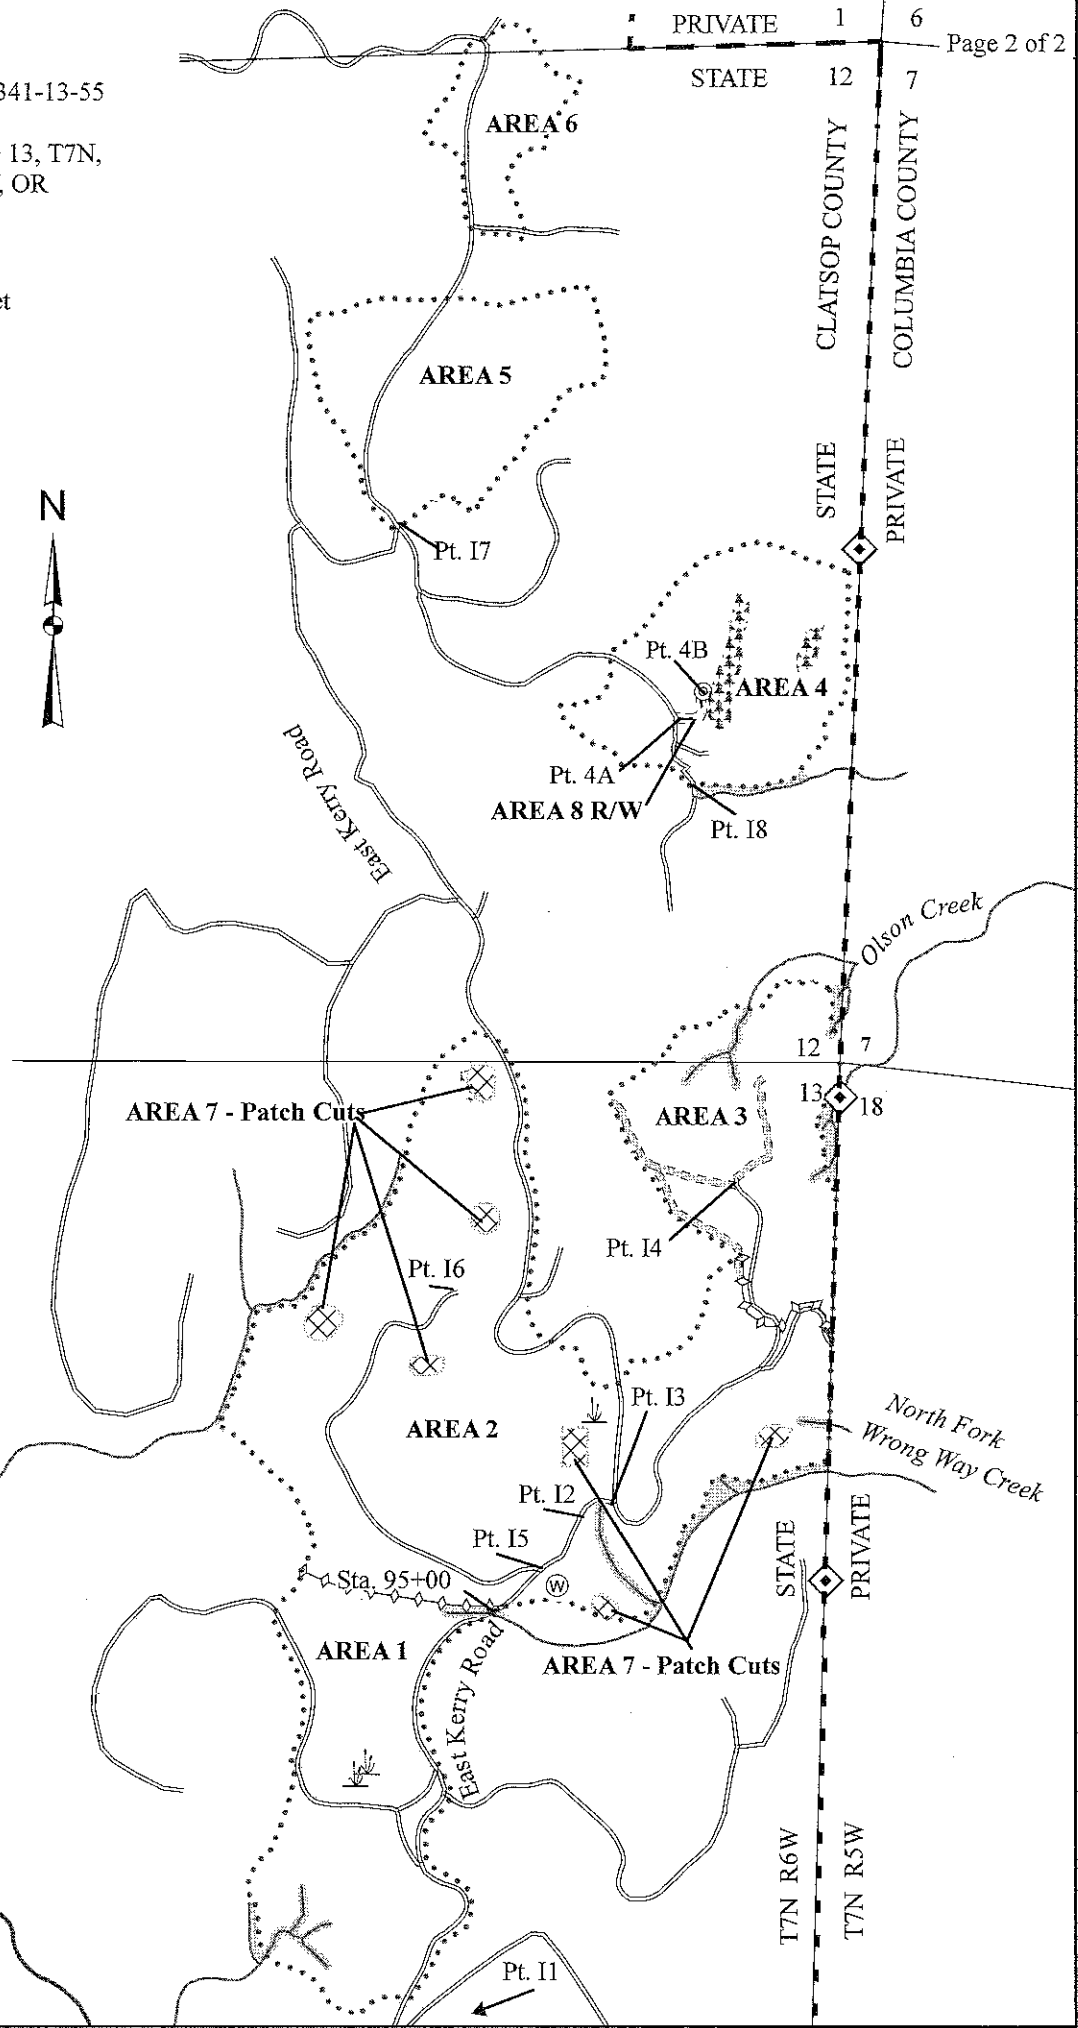 PRIVATE 1 6
Page 2 of 2
STATE 12 7
341-13-55
AREA 6
13, T7N,
, OR
CLATSOP COUNTY
COLUMBIA COUNTY
et
AREA 5
STATE
PRIVATE
N
Pt. I7
Pt. 4B
AREA 4
East Kerry Road
Pt. 4A
AREA 8 R/W
Pt. I8
Olson Creek
12 7
13 18
AREA 7 - Patch Cuts
AREA 3
Pt. I4
Pt. I6
Pt. I3
AREA 2
North Fork
Wrong Way Creek
Pt. I2
Pt. I5
STATE
PRIVATE
Sta. 95+00
W
AREA 1
East Kerry Road
AREA 7 - Patch Cuts
T7N R6W
T7N R5W
Pt. I1